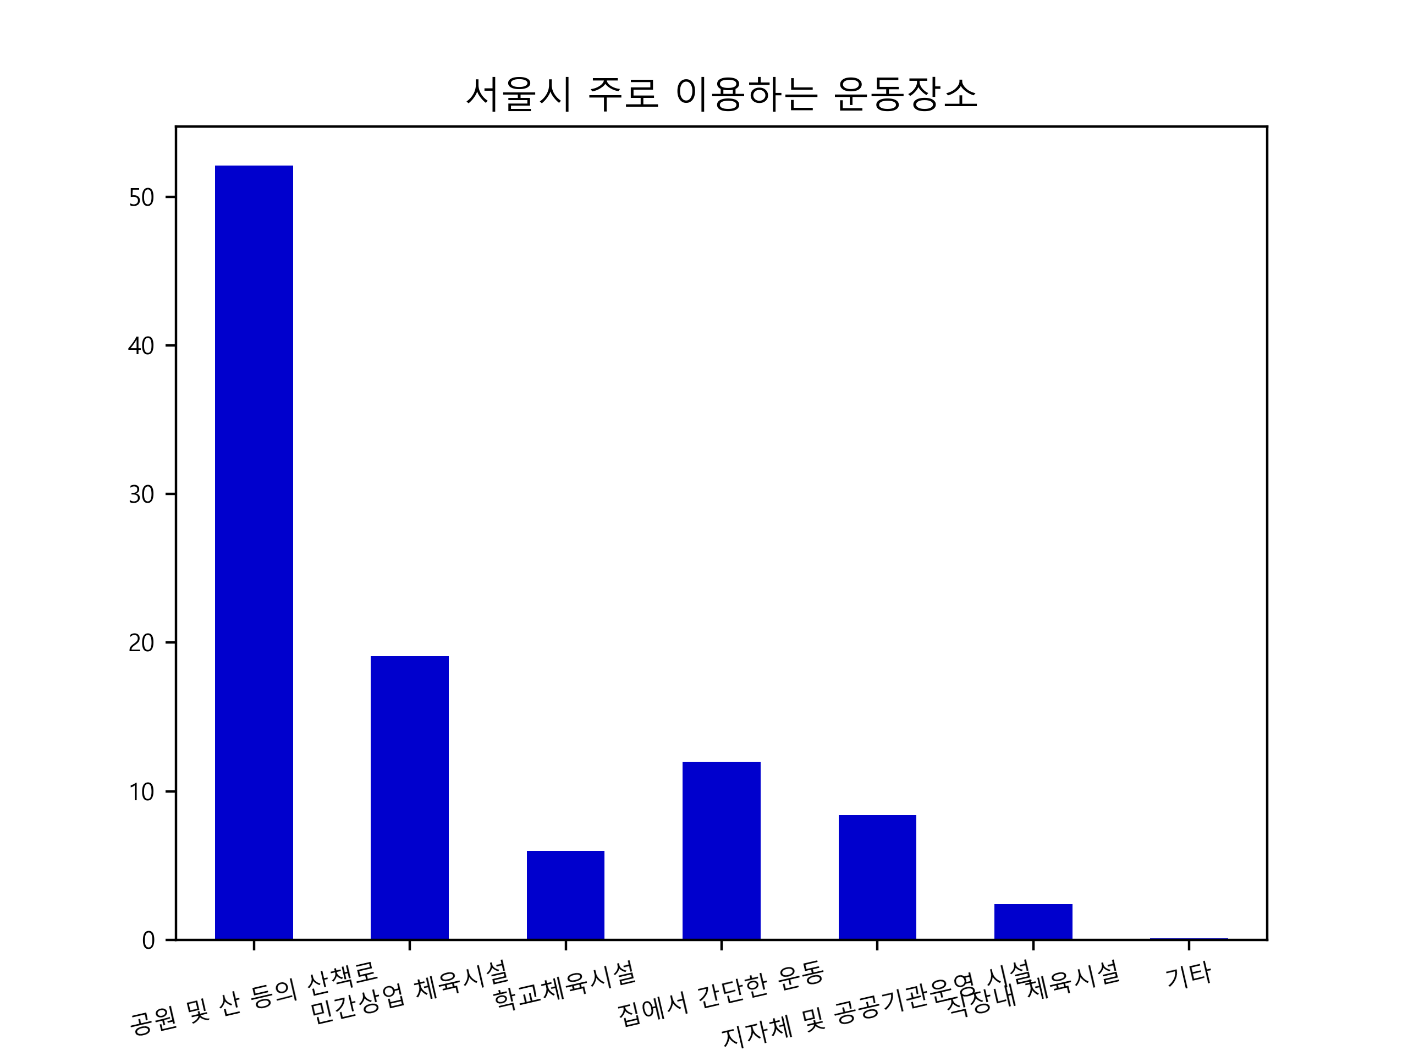 서울시 주로 이용하는 운동장소
50
40
30
20
10
0
공원 및 산 등의 산책로
민간상업 체육시설
학교체육시설
집에서 간단한 운동
지자체 및 공공기관운영 시설
직장내 체육시설
기타